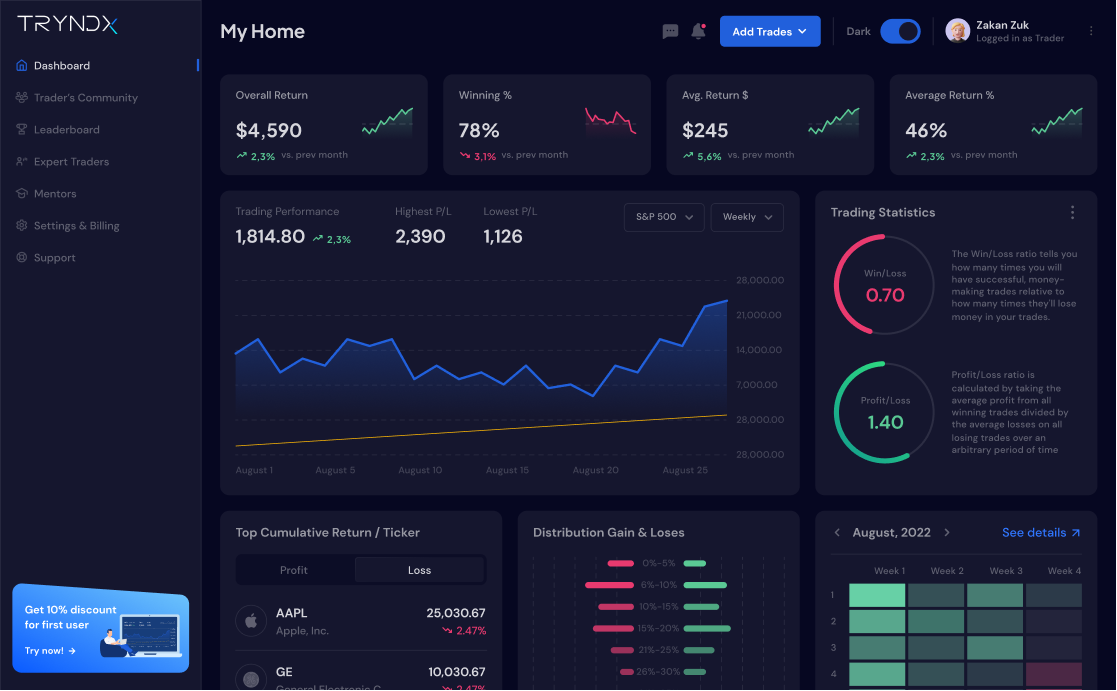 TRYNDX
Dashboard
Trader's Community
Leaderboard
Expert Traders
Mentors
Settings & Billing
Support
Get 10% discount
for first user
Try now! →
My Home
Add Trades
Dark
Zakan Zuk
Logged in as Trader
Overall Return
$4,590
2,3% vs. prev month
Winning %
78%
3,1% vs. prev month
Avg. Return $
$245
5,6% vs. prev month
Average Return %
46%
2,3% vs. prev month
Trading Performance
1,814.80 2,3%
Highest P/L
2,390
Lowest P/L
1,126
S&P 500
Weekly
28,000.00
21,000.00
14,000.00
7,000.00
28,000.00
28,000.00
August 1 August 5 August 10 August 15 August 20 August 25
Trading Statistics
Win/Loss
0.70
The Win/Loss ratio tells you
how many times you will
have successful, money-
making trades relative to
how many times they'll lose
money in your trades.
Profit/Loss
1.40
Profit/Loss ratio is
calculated by taking the
average profit from all
winning trades divided by
the average losses on all
losing trades over an
arbitrary period of time
Top Cumulative Return / Ticker
Profit Loss
AAPL 25,030.67
Apple, Inc. 2.47%
GE 10,030.67
General Electronic C 2.47%
Distribution Gain & Loses
0%-5%
6%-10%
10%-15%
15%-20%
21%-25%
26%-30%
August, 2022
See details
Week 1 Week 2 Week 3 Week 4
1
2
3
4